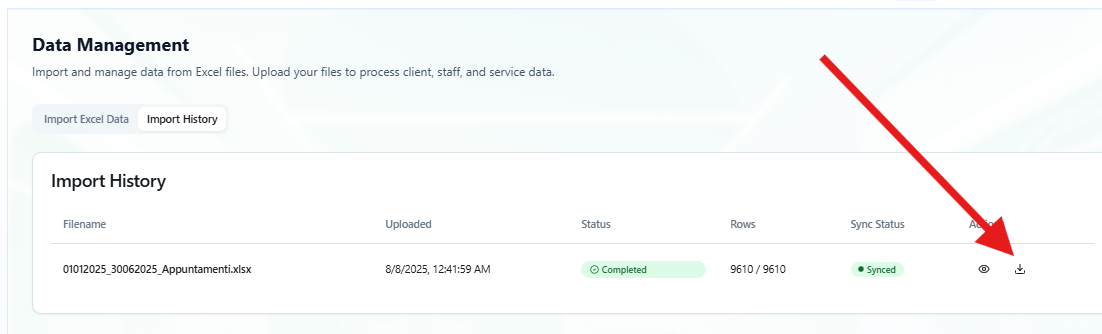 Data Management
Import and manage data from Excel files. Upload your files to process client, staff, and service data.
Import Excel Data Import History
Import History
Filename Uploaded Status Rows Sync Status
01012025_30062025_Appuntamenti.xlsx 8/8/2025, 12:41:59 AM Completed 9610 / 9610 Synced